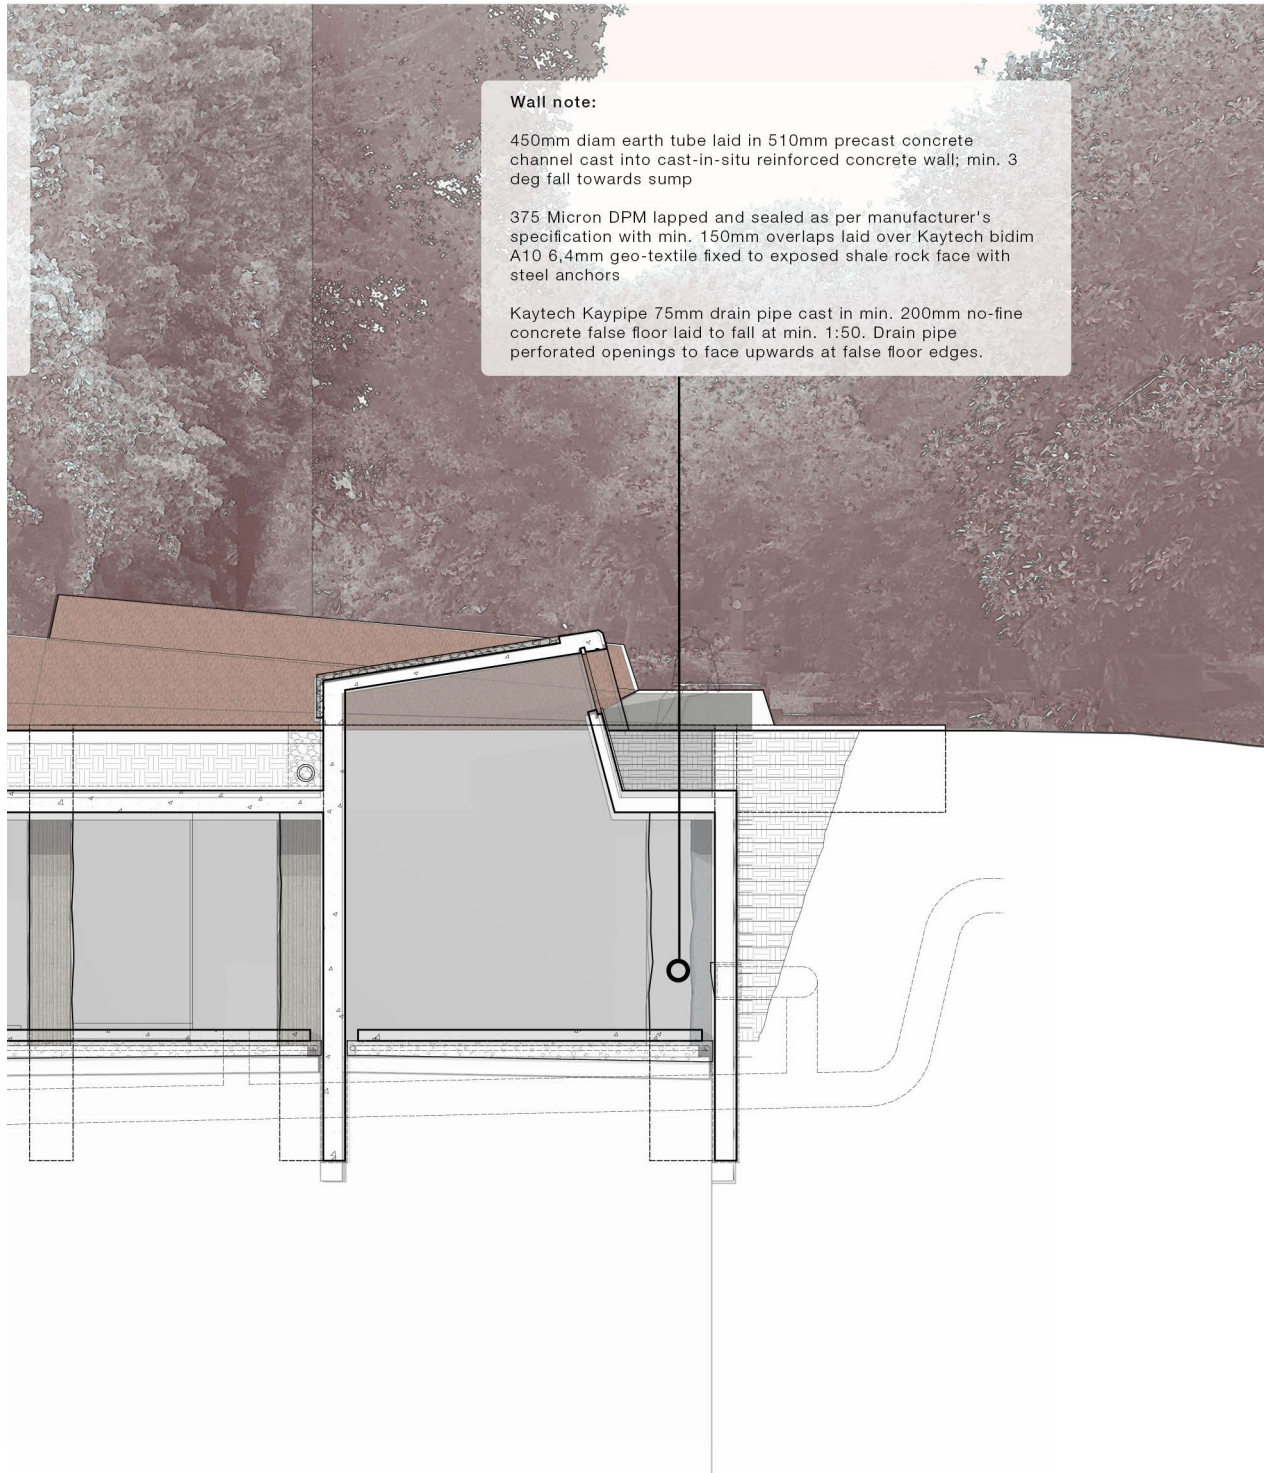 Wall note:
450mm diam earth tube laid in 510mm precast concrete
channel cast into cast-in-situ reinforced concrete wall; min. 3
deg fall towards sump
375 Micron DPM lapped and sealed as per manufacturer's
specification with min. 150mm overlaps laid over Kaytech bidim
A10 6,4mm geo-textile fixed to exposed shale rock face with
steel anchors
Kaytech Kaypipe 75mm drain pipe cast in min. 200mm no-fine
concrete false floor laid to fall at min. 1:50. Drain pipe
perforated openings to face upwards at false floor edges.